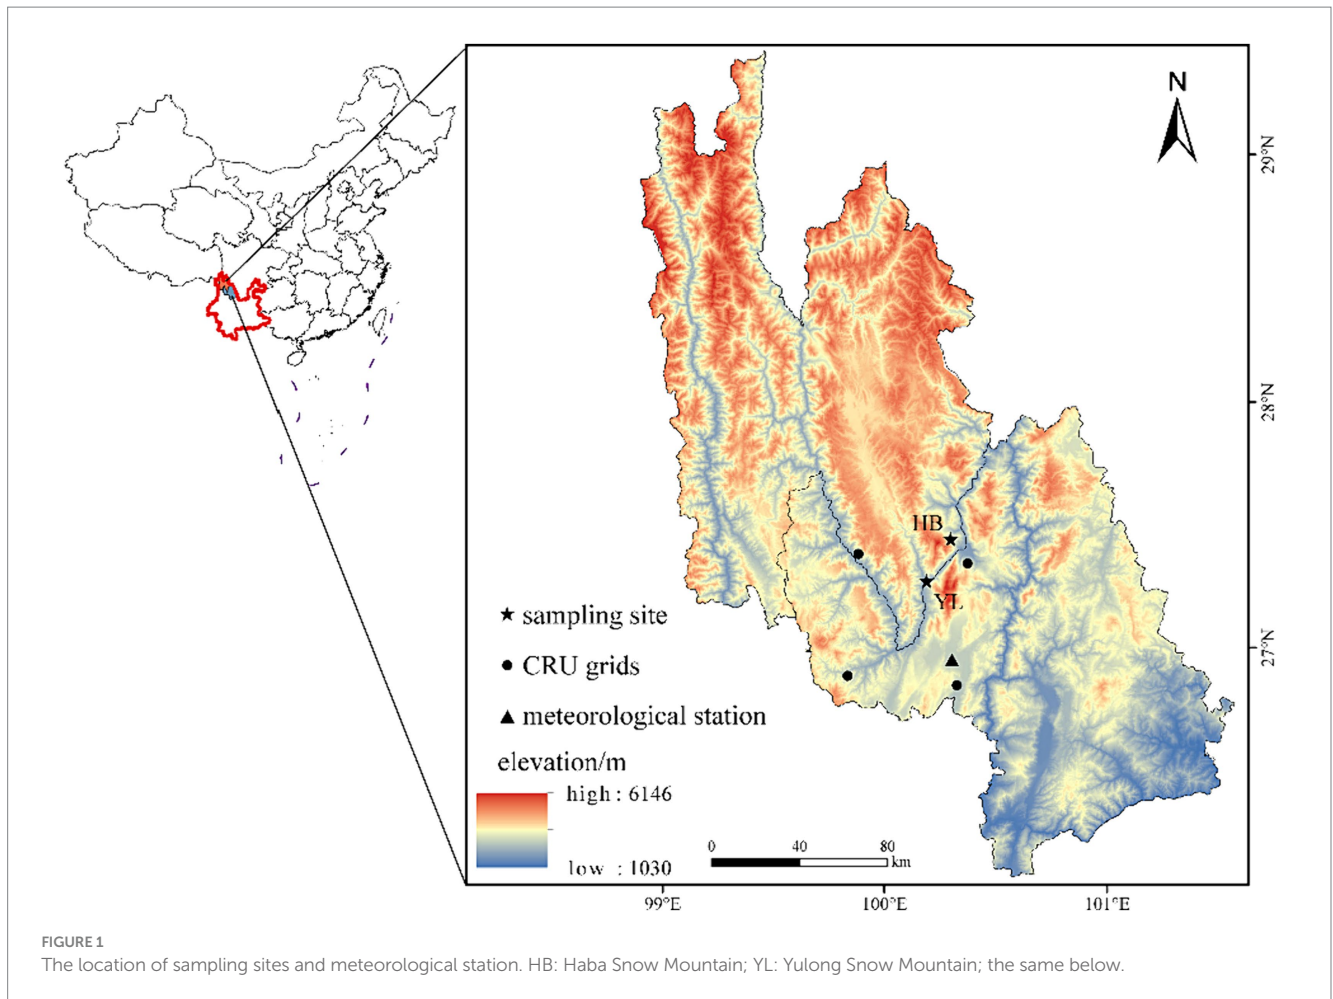 N
29°N
28°N
27°N
HB
YL
sampling site
CRU grids
meteorological station
elevation/m
high : 6146
low : 1030
0 40 80
km
99°E 100°E 101°E
FIGURE 1
The location of sampling sites and meteorological station. HB: Haba Snow Mountain; YL: Yulong Snow Mountain; the same below.